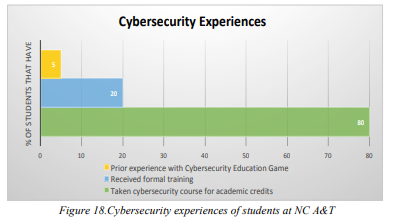 Cybersecurity Experiences
% OF STUDENTS THAT HAVE
5
20
80
0 10 20 30 40 50 60 70 80
Prior experience with Cybersecurity Education Game
Received formal training
Taken cybersecurity course for academic credits
Figure 18.Cybersecurity experiences of students at NC A&T